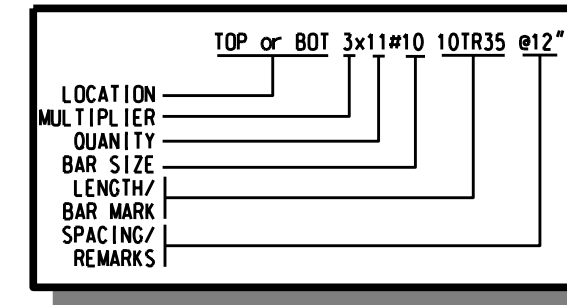 TOP or BOT 3x11#10 10TR35 @12"
LOCATION
MULTIPLIER
QUANITY
BAR SIZE
LENGTH/
BAR MARK
SPACING/
REMARKS